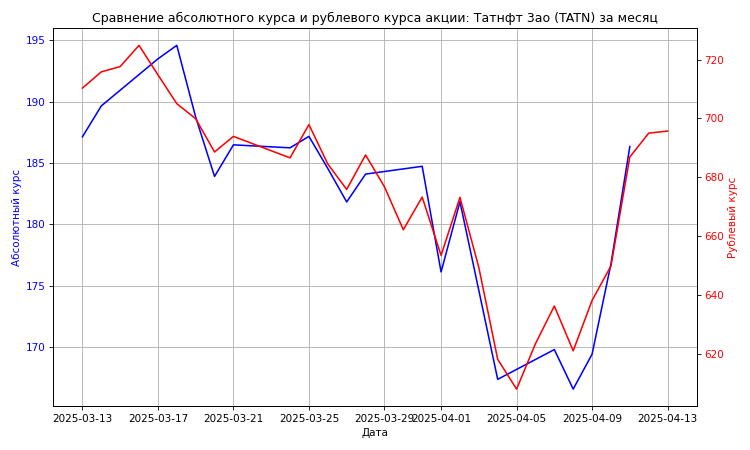 Сравнение абсолютного курса и рублевого курса акции: Татнфт 3ао (TATN) за месяц
Абсолютный курс
195
190
185
180
175
170
720
700
680
660
640
620
Рублевый курс
2025-03-13 2025-03-17 2025-03-21 2025-03-25 2025-03-29 2025-04-01 2025-04-05 2025-04-09 2025-04-13
Дата